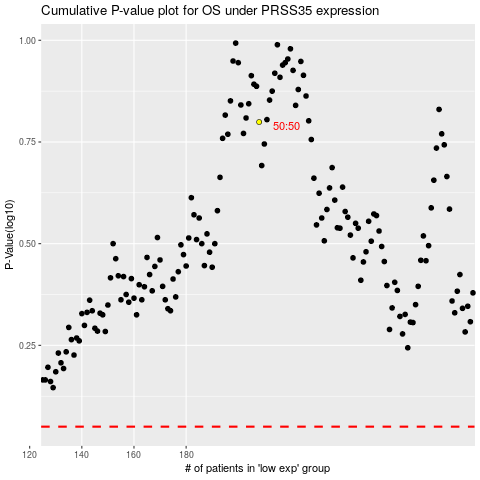 Cumulative P-value plot for OS under PRSS35 expression
1.00
0.75
0.50
0.25
50:50
P-Value(log10)
120 140 160 180
# of patients in 'low exp' group